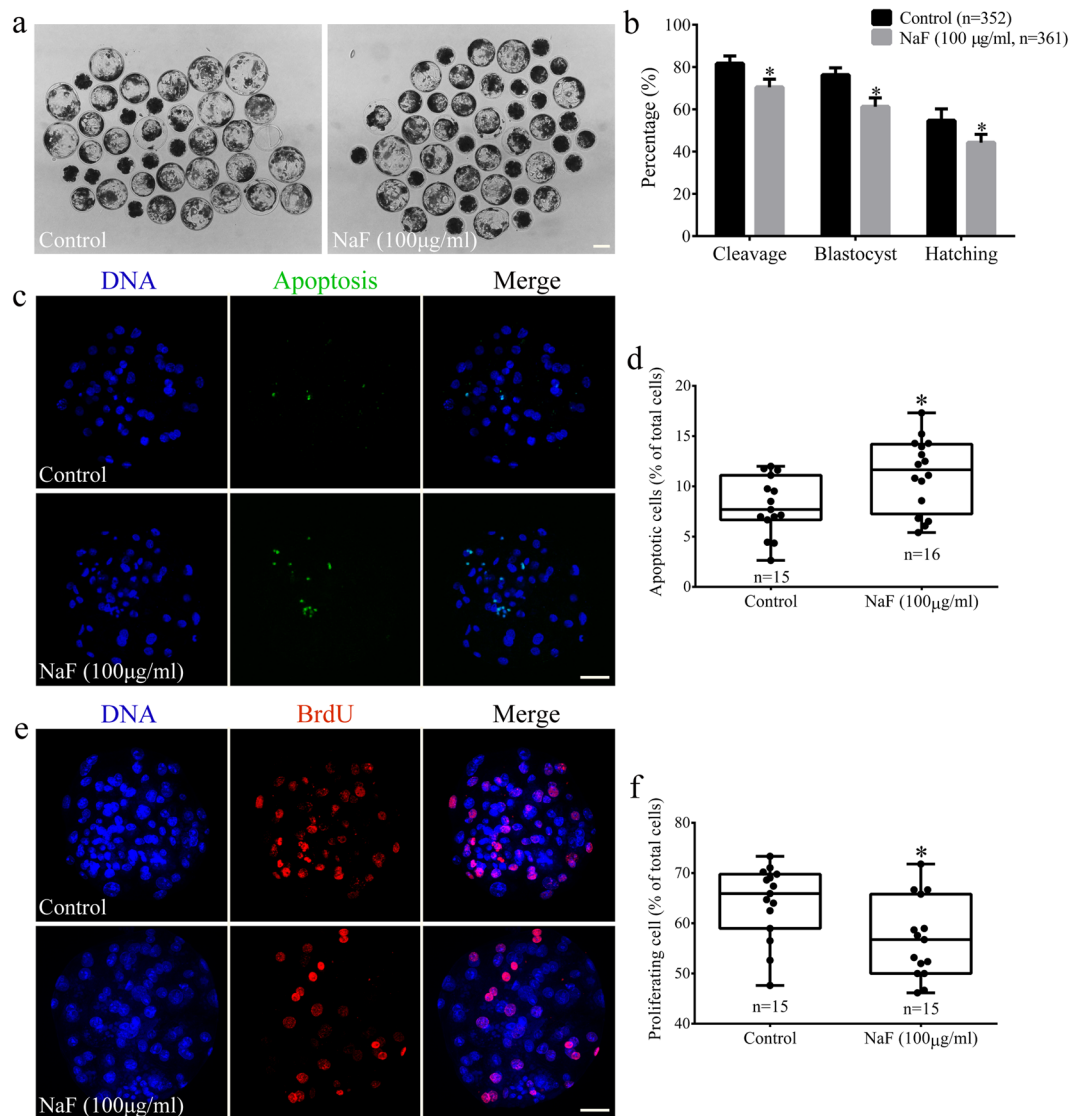 a
Control
NaF (100μg/ml)
b
Control (n=352)
NaF (100 μg/ml, n=361)
Percentage (%)
100
80
60
40
20
0
*
*
*
Cleavage
Blastocyst
Hatching
c
DNA
Apoptosis
Merge
Control
NaF (100μg/ml)
d
Apoptotic cells (% of total cells)
20
15
10
5
0
*
n=15
n=16
Control
NaF (100μg/ml)
e
DNA
BrdU
Merge
Control
NaF (100μg/ml)
f
Proliferating cell (% of total cells)
80
70
60
50
40
*
n=15
n=15
Control
NaF (100μg/ml)